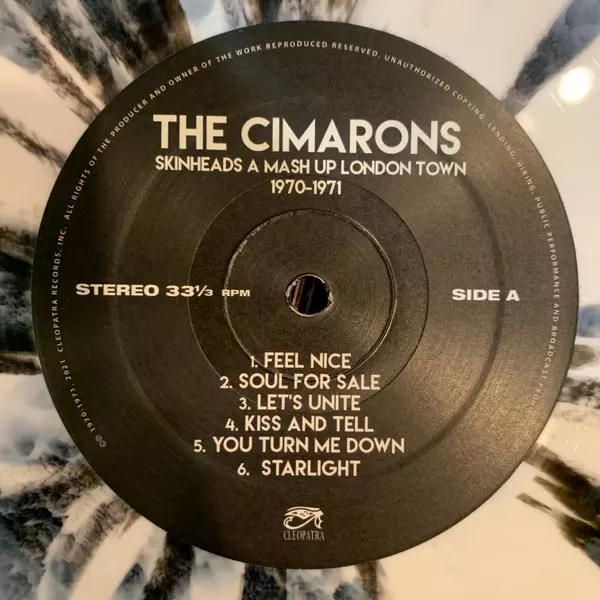 THE CIMARONS
SKINHEADS A MASH UP LONDON TOWN
1970-1971
STEREO 33⅓ RPM
SIDE A
1. FEEL NICE
2. SOUL FOR SALE
3. LET'S UNITE
4. KISS AND TELL
5. YOU TURN ME DOWN
6. STARLIGHT
CLEOPATRA
1970-1971, 2021 CLEOPATRA RECORDS, INC. ALL RIGHTS OF THE PRODUCER AND OWNER OF THE WORK REPRODUCED RESERVED. UNAUTHORIZED COPYING, LENDING, HIRING, PUBLIC PERFORMANCE AND BROADCAST